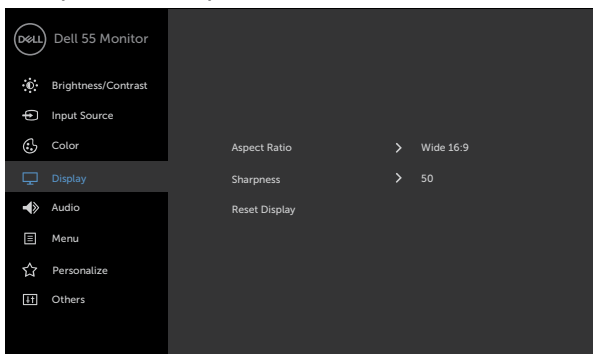 DELL Dell 55 Monitor
Brightness/Contrast
Input Source
Color
Aspect Ratio Wide 16:9
Display
Sharpness 50
Audio
Reset Display
Menu
Personalize
Others